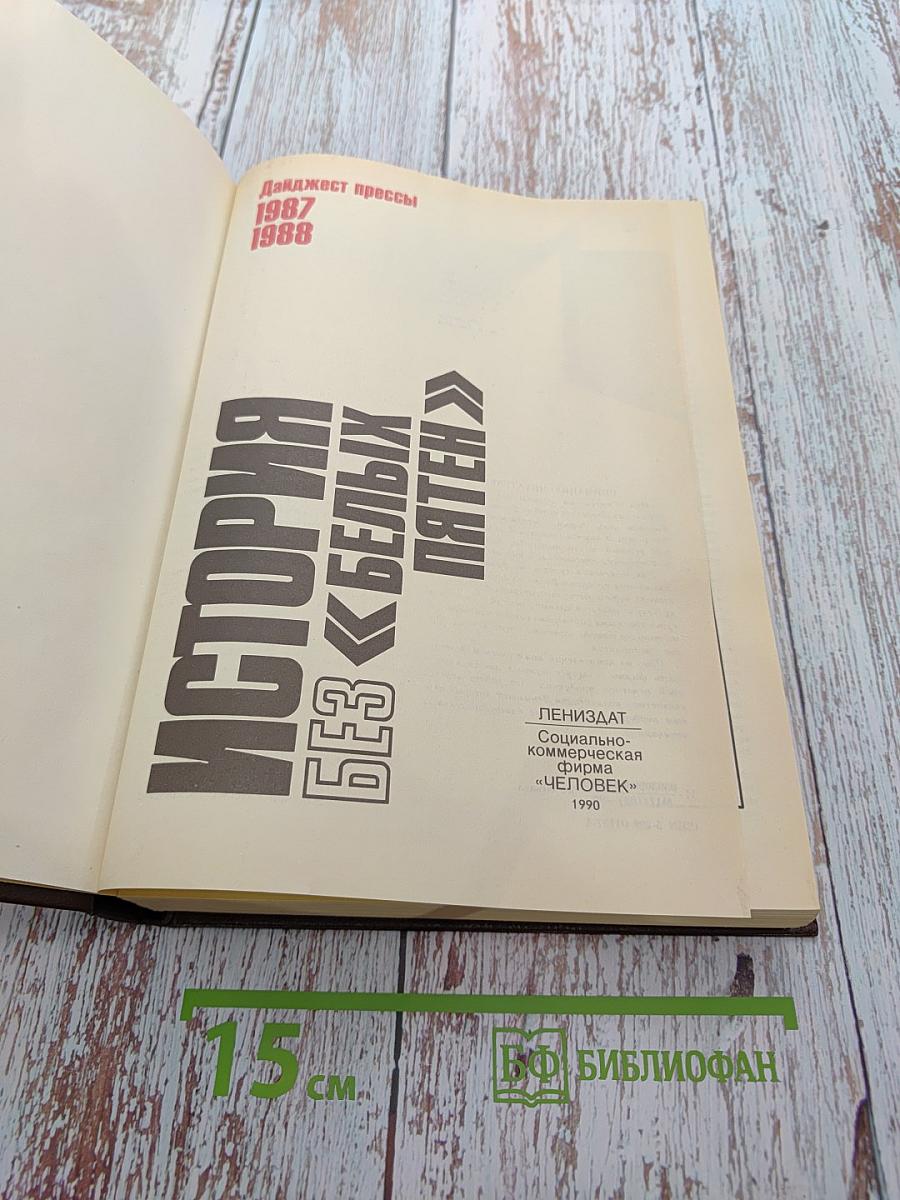 Дайджест прессы
1987
1988
ИСТОРИЯ
БЕЗ «БЕЛЫХ
ПЯТЕН»
ЛЕНИЗДАТ
Социально-
коммерческая
фирма
«ЧЕЛОВЕК»
1990
15 см
БФ БИБЛИОФАН